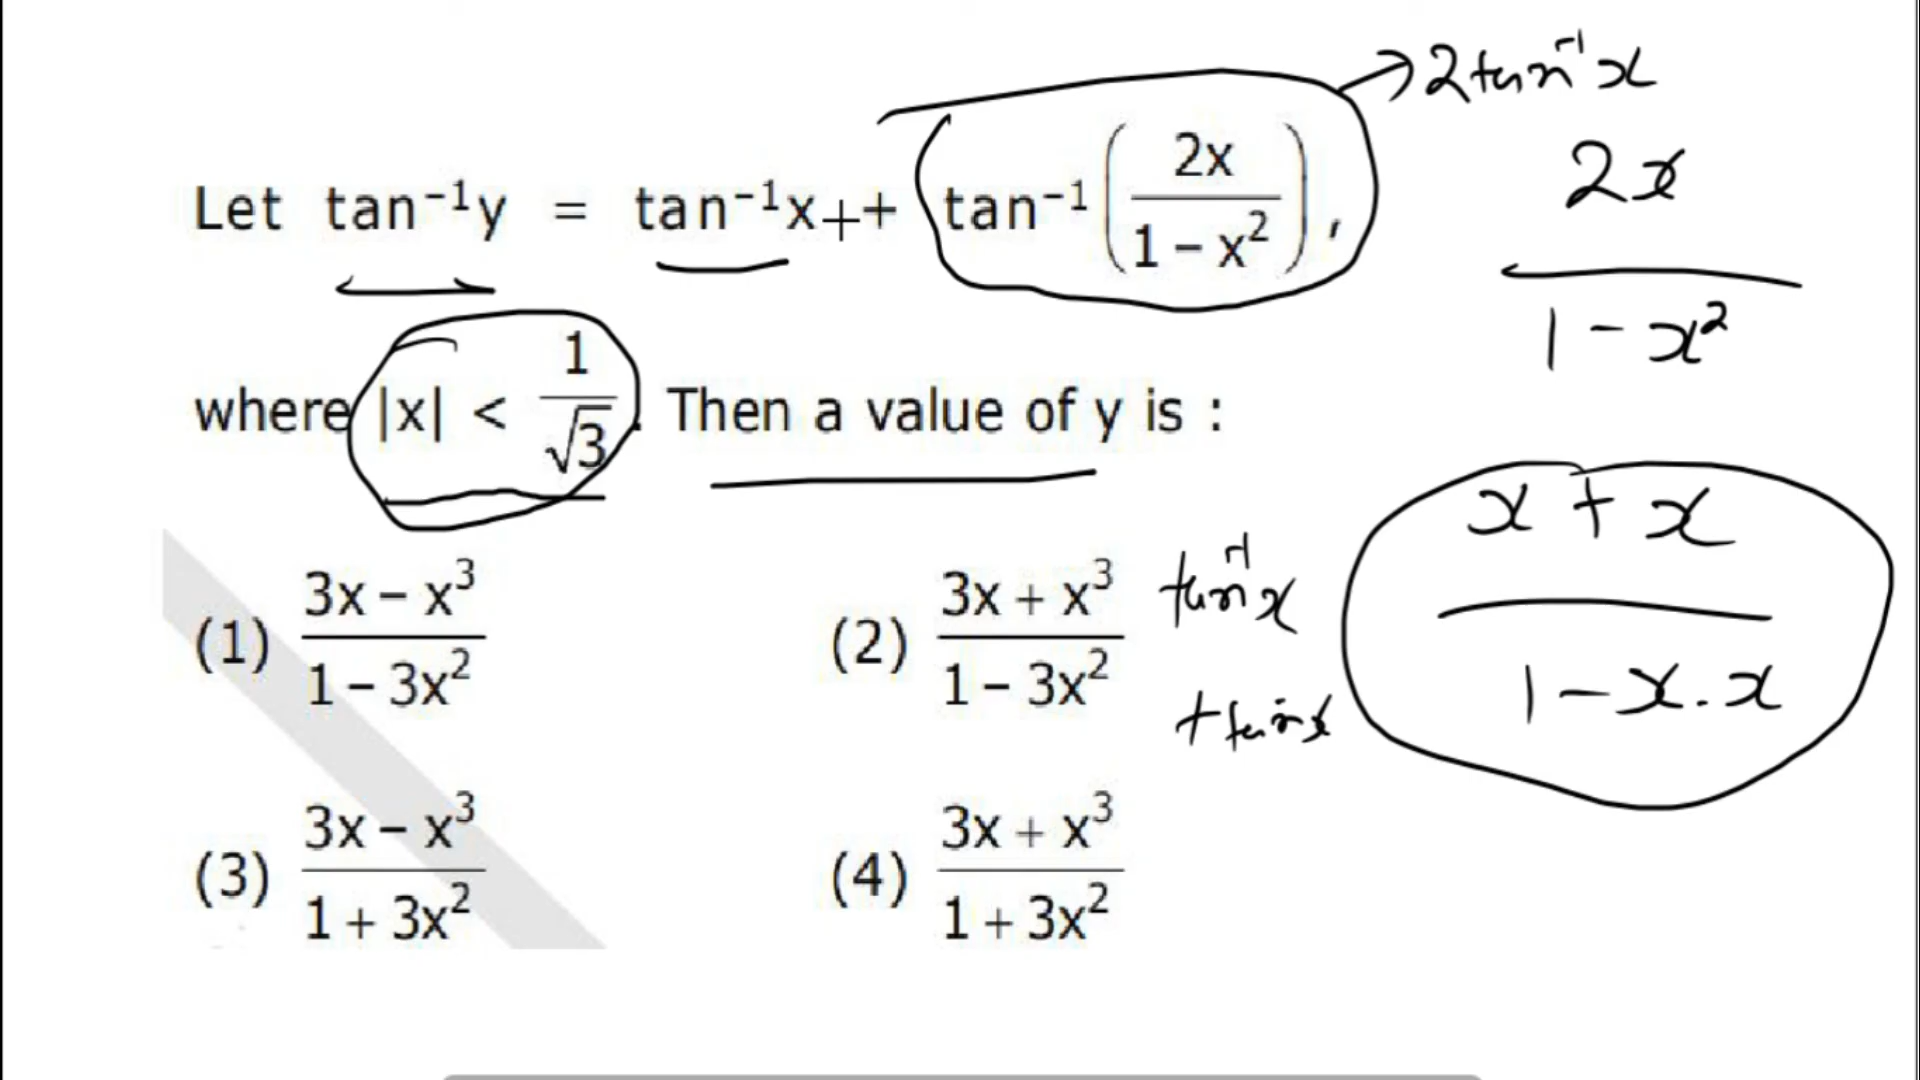 → 2tan⁻¹x
Let tan⁻¹y = tan⁻¹x + + tan⁻¹(2x / (1 − x²)),
2x / (1 − x²)
where |x| < 1/√3. Then a value of y is :
(1) (3x − x³) / (1 − 3x²) (2) (3x + x³) / (1 − 3x²)
tan⁻¹x
+ tan⁻¹x
(x + x) / (1 − x.x)
(3) (3x − x³) / (1 + 3x²) (4) (3x + x³) / (1 + 3x²)